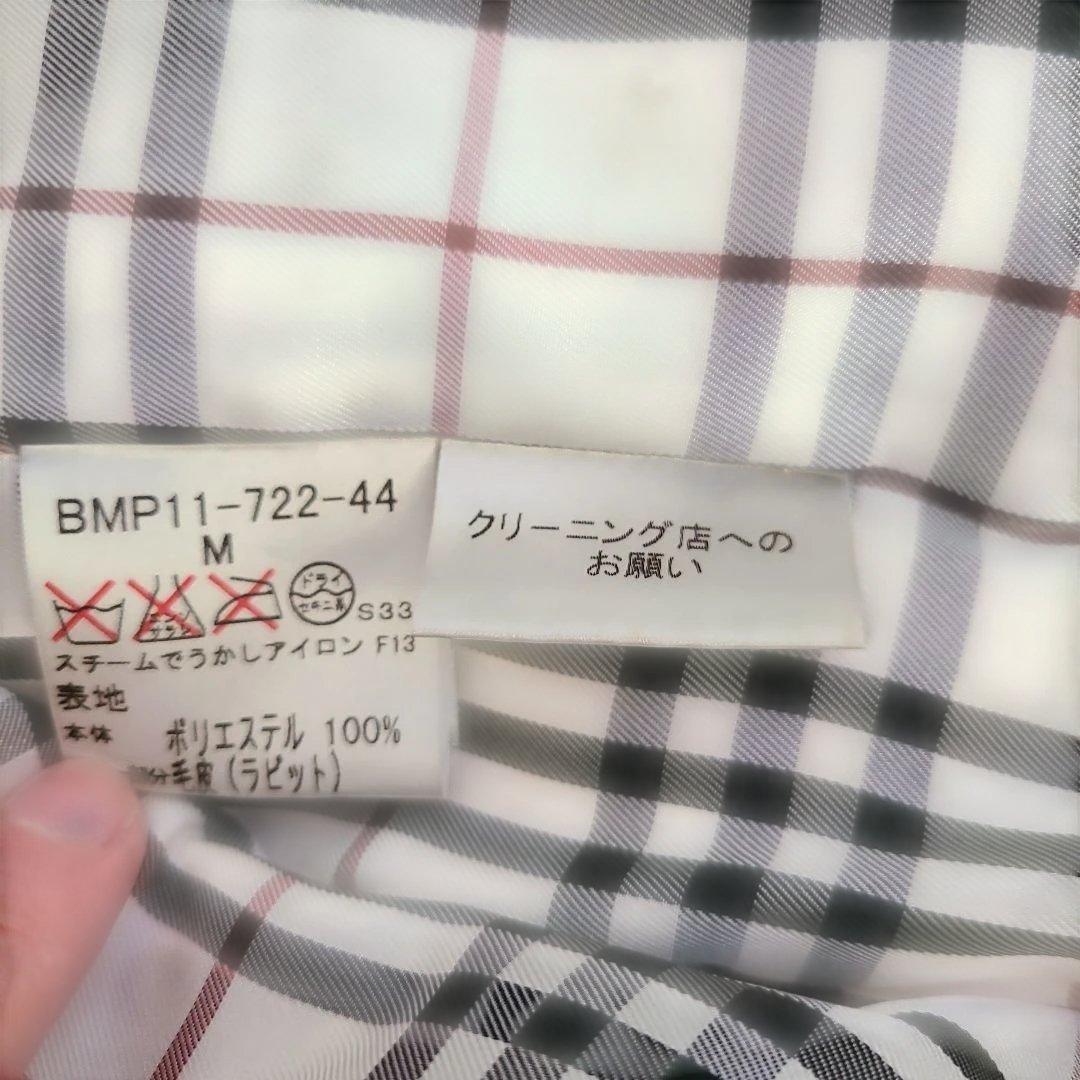 BMP11-722-44
M
ドライ
セキユ系
S33
スチームでうかしアイロン F13
表地
本体 ポリエステル 100%
分毛皮(ラビット)
クリーニング店への
お願い